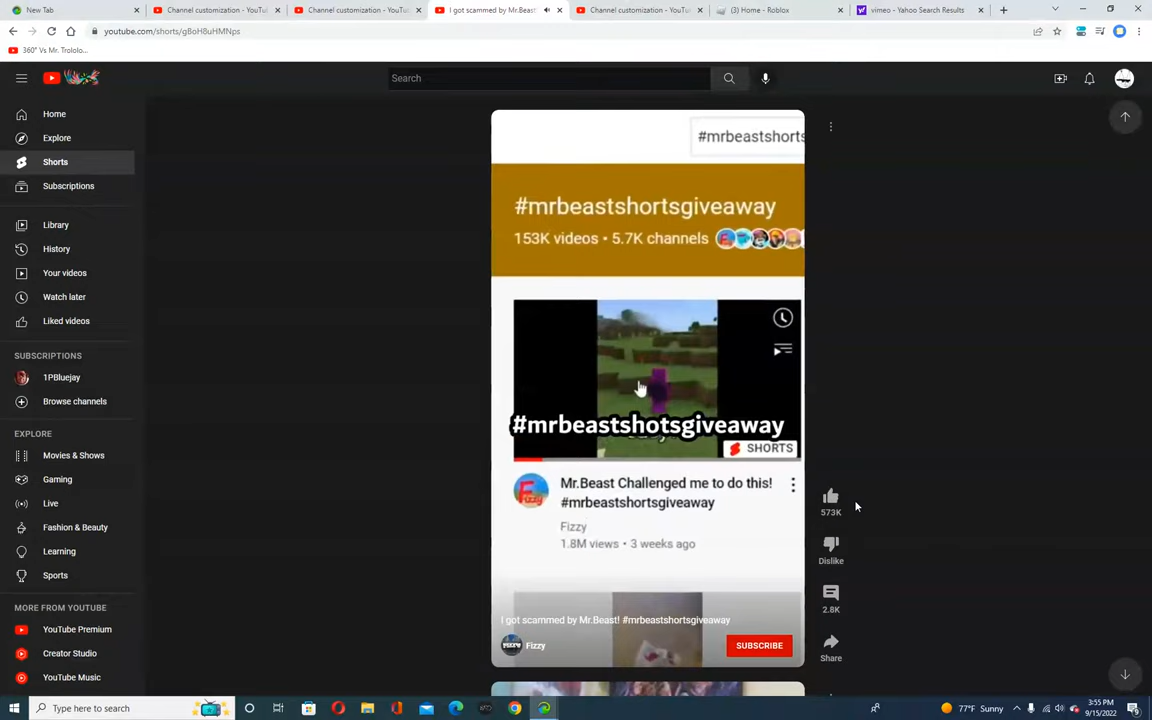 New Tab
Channel customization - YouTu
Channel customization - YouTu
I got scammed by Mr.Beast!
Channel customization - YouTu
(3) Home - Roblox
vimeo - Yahoo Search Results
youtube.com/shorts/gBoH8uHMNps
360° Vs Mr. Trololo...
Search
Home
Explore
Shorts
Subscriptions
Library
History
Your videos
Watch later
Liked videos
SUBSCRIPTIONS
1PBluejay
Browse channels
EXPLORE
Movies & Shows
Gaming
Live
Fashion & Beauty
Learning
Sports
MORE FROM YOUTUBE
YouTube Premium
Creator Studio
YouTube Music
#mrbeastshorts
#mrbeastshortsgiveaway
153K videos • 5.7K channels
#mrbeastshotsgiveaway
SHORTS
Fizzy
Mr.Beast Challenged me to do this!
#mrbeastshortsgiveaway
Fizzy
1.8M views • 3 weeks ago
I got scammed by Mr.Beast! #mrbeastshortsgiveaway
Fizzy
SUBSCRIBE
573K
Dislike
2.8K
Share
Type here to search
77°F Sunny
3:55 PM
9/15/2022